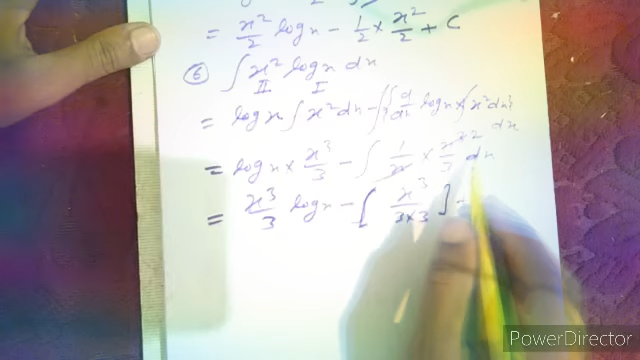 = x²/2 log x - 1/2 × x²/2 + C
⑥ ∫ x² log x dx
II I
= log x ∫ x² dx - ∫{ d/dx log x × ∫ x² dx } dx
= log x × x³/3 - ∫ 1/x × x³/3 dx
= x³/3 log x - [ x³/3×3 ] +
PowerDirector